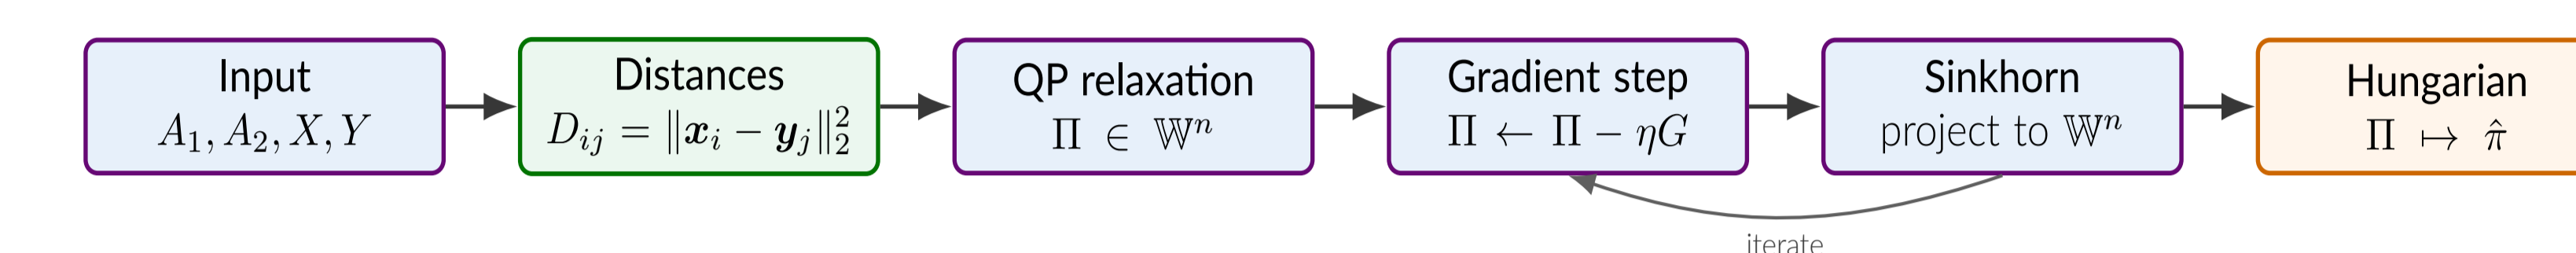 Input
A₁, A₂, X, Y
Distances
Dᵢⱼ = ‖𝒙ᵢ − 𝒚ⱼ‖₂²
QP relaxation
Π ∈ 𝕎ⁿ
Gradient step
Π ← Π − ηG
Sinkhorn
project to 𝕎ⁿ
Hungarian
Π ↦ π̂
iterate